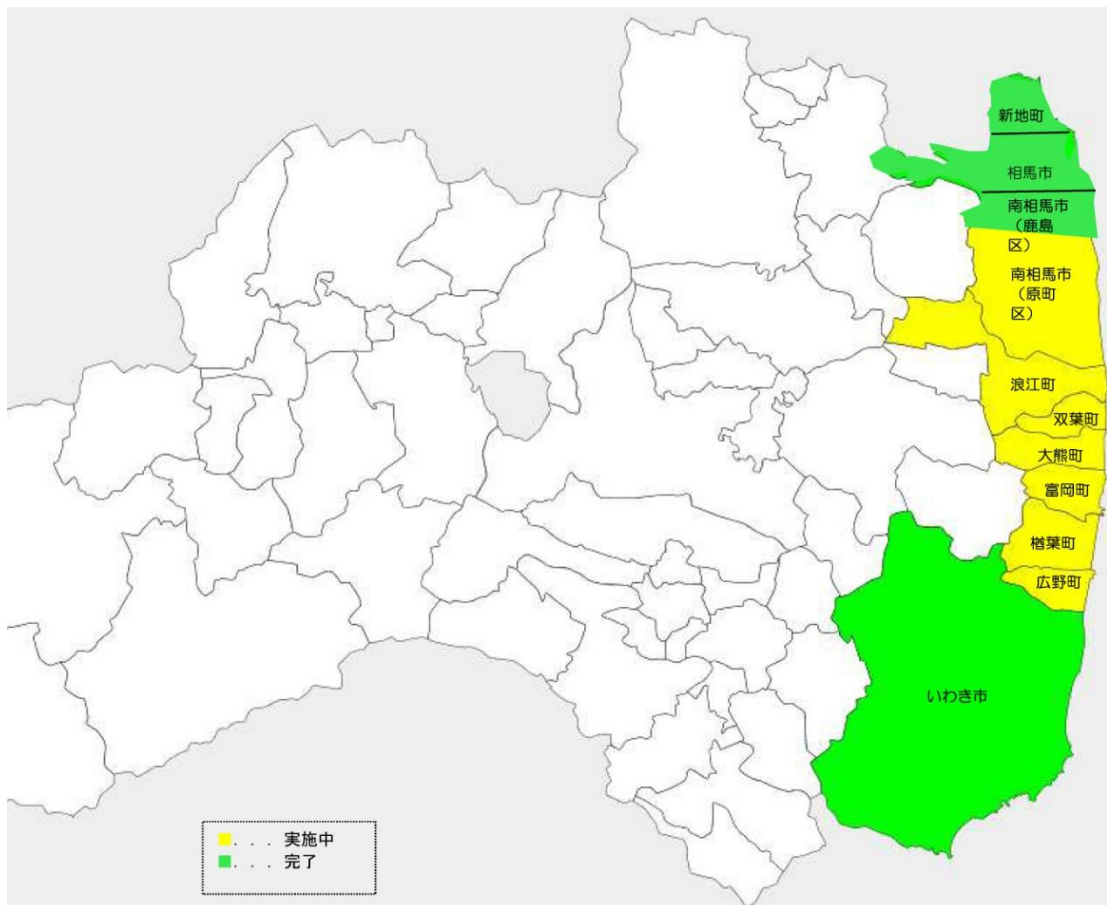 新地町
相馬市
南相馬市
（鹿島
区）
南相馬市
（原町
区）
浪江町
双葉町
大熊町
富岡町
楢葉町
広野町
いわき市
■．．．実施中
■．．．完了